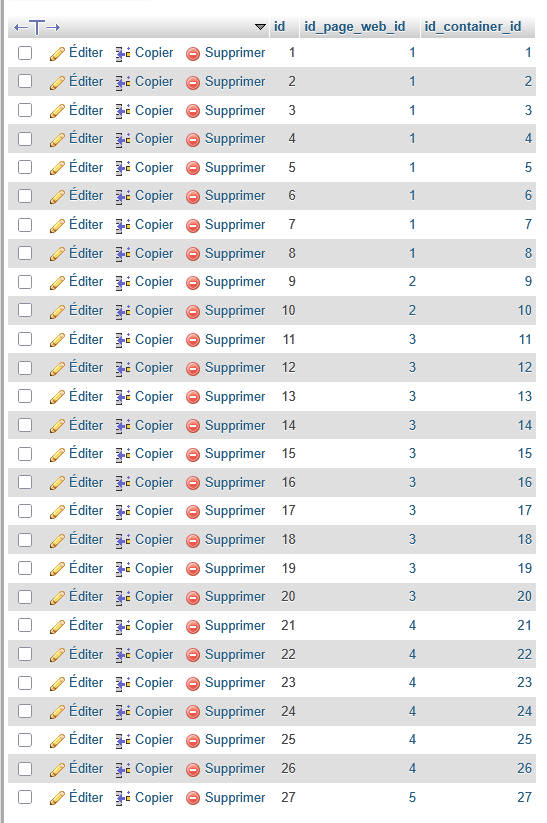 id id_page_web_id id_container_id
Éditer Copier Supprimer 1 1 1
Éditer Copier Supprimer 2 1 2
Éditer Copier Supprimer 3 1 3
Éditer Copier Supprimer 4 1 4
Éditer Copier Supprimer 5 1 5
Éditer Copier Supprimer 6 1 6
Éditer Copier Supprimer 7 1 7
Éditer Copier Supprimer 8 1 8
Éditer Copier Supprimer 9 2 9
Éditer Copier Supprimer 10 2 10
Éditer Copier Supprimer 11 3 11
Éditer Copier Supprimer 12 3 12
Éditer Copier Supprimer 13 3 13
Éditer Copier Supprimer 14 3 14
Éditer Copier Supprimer 15 3 15
Éditer Copier Supprimer 16 3 16
Éditer Copier Supprimer 17 3 17
Éditer Copier Supprimer 18 3 18
Éditer Copier Supprimer 19 3 19
Éditer Copier Supprimer 20 3 20
Éditer Copier Supprimer 21 4 21
Éditer Copier Supprimer 22 4 22
Éditer Copier Supprimer 23 4 23
Éditer Copier Supprimer 24 4 24
Éditer Copier Supprimer 25 4 25
Éditer Copier Supprimer 26 4 26
Éditer Copier Supprimer 27 5 27